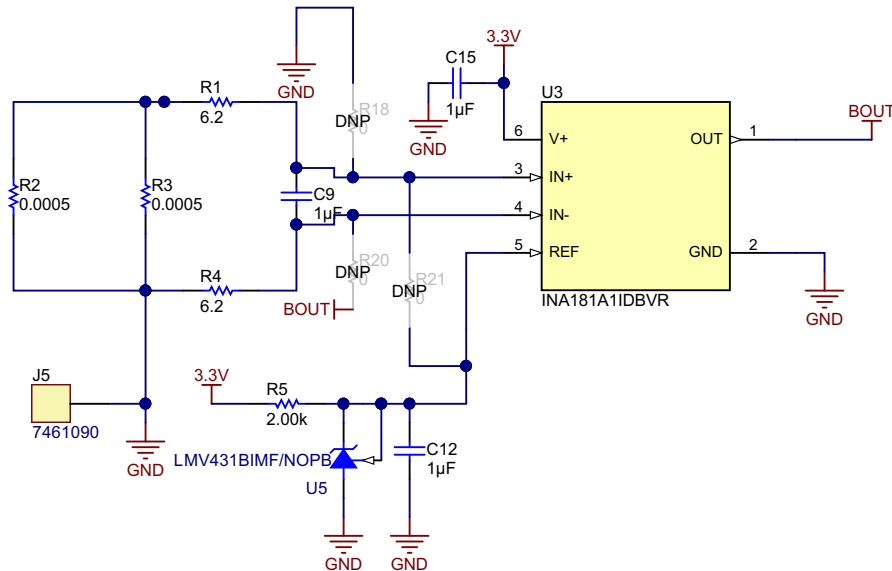 3.3V
C15
1µF
GND
GND
R1
6.2
R18
DNP
0
U3
6
V+
OUT
1
BOUT
3
IN+
4
IN-
5
REF
GND
2
INA181A1IDBVR
GND
R2
0.0005
R3
0.0005
C9
1µF
R4
6.2
R20
DNP
0
BOUT
R21
DNP
0
J5
7461090
GND
3.3V
R5
2.00k
LMV431BIMF/NOPB
U5
C12
1µF
GND
GND